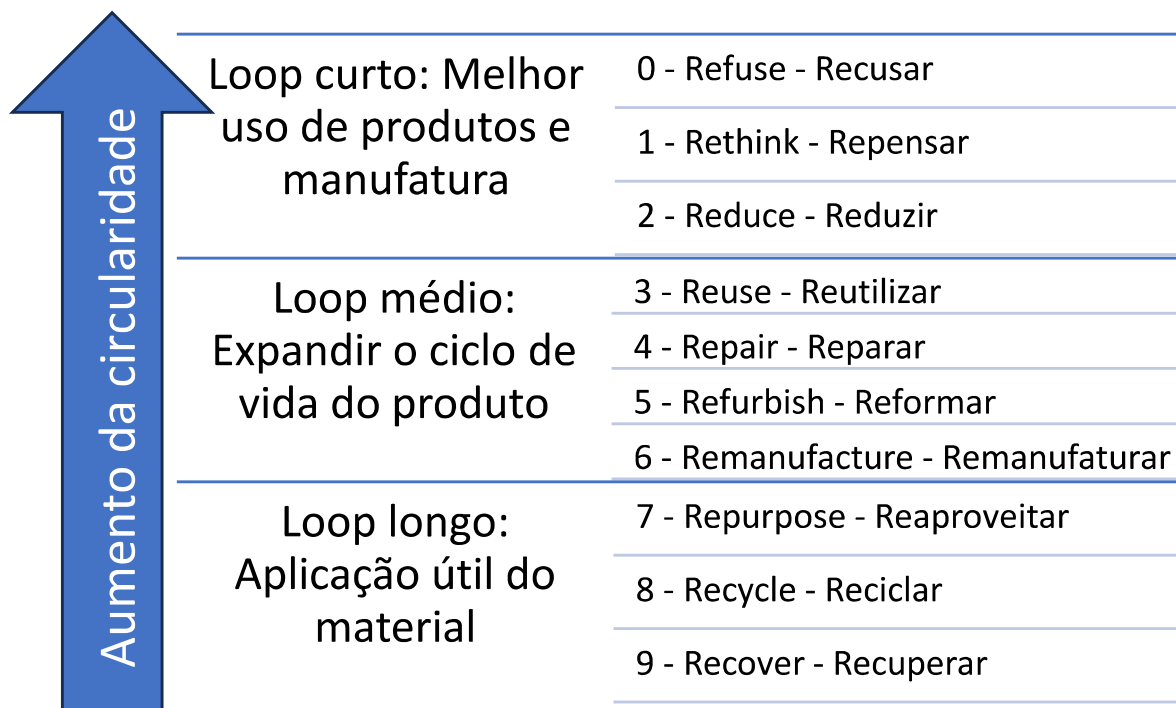 Aumento da circularidade
Loop curto: Melhor
uso de produtos e
manufatura
0 - Refuse - Recusar
1 - Rethink - Repensar
2 - Reduce - Reduzir
Loop médio:
Expandir o ciclo de
vida do produto
3 - Reuse - Reutilizar
4 - Repair - Reparar
5 - Refurbish - Reformar
6 - Remanufacture - Remanufaturar
Loop longo:
Aplicação útil do
material
7 - Repurpose - Reaproveitar
8 - Recycle - Reciclar
9 - Recover - Recuperar